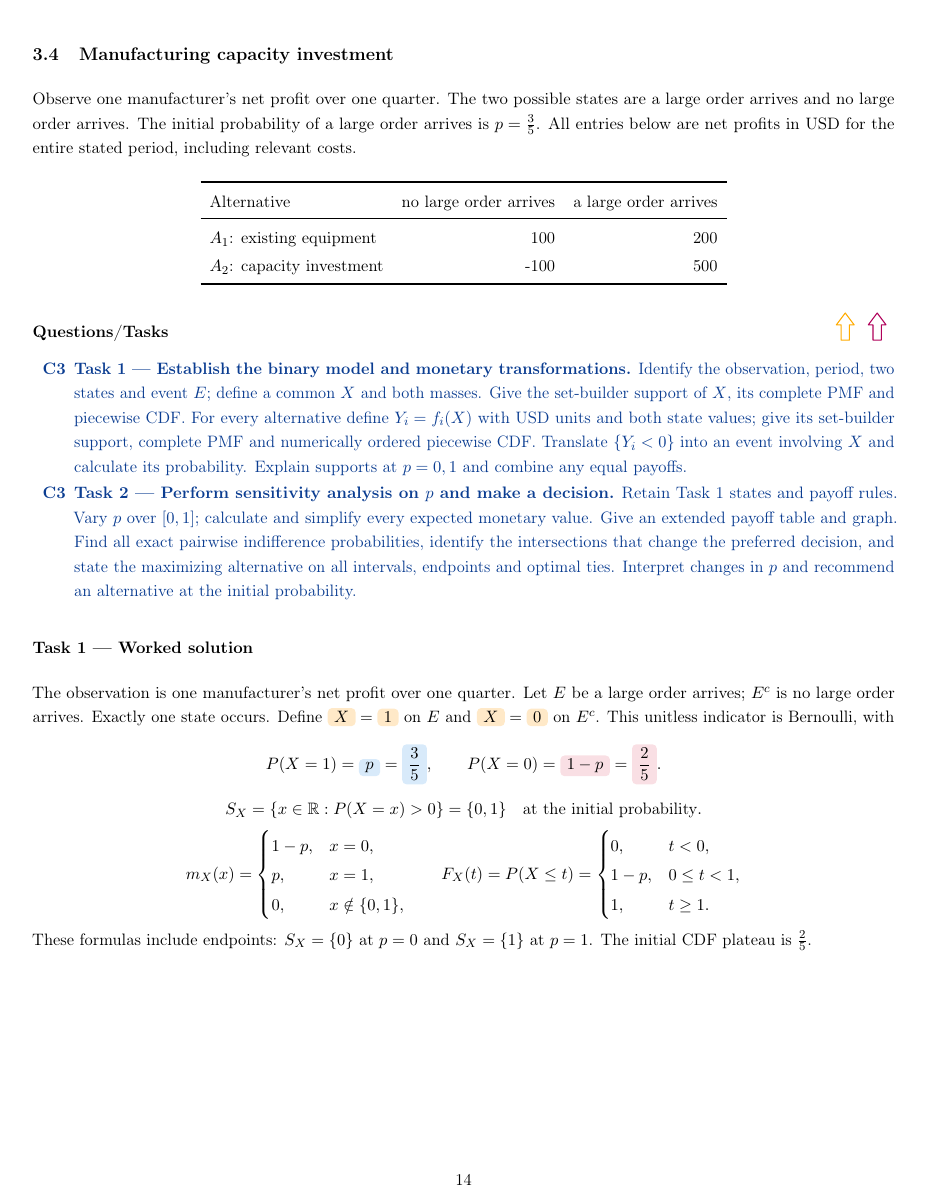 3.4 Manufacturing capacity investment
Observe one manufacturer's net profit over one quarter. The two possible states are a large order arrives and no large
order arrives. The initial probability of a large order arrives is p = 3/5. All entries below are net profits in USD for the
entire stated period, including relevant costs.
Alternative no large order arrives a large order arrives
A₁: existing equipment 100 200
A₂: capacity investment -100 500
Questions/Tasks
C3 Task 1 — Establish the binary model and monetary transformations. Identify the observation, period, two
states and event E; define a common X and both masses. Give the set-builder support of X, its complete PMF and
piecewise CDF. For every alternative define Yᵢ = fᵢ(X) with USD units and both state values; give its set-builder
support, complete PMF and numerically ordered piecewise CDF. Translate {Yᵢ < 0} into an event involving X and
calculate its probability. Explain supports at p = 0, 1 and combine any equal payoffs.
C3 Task 2 — Perform sensitivity analysis on p and make a decision. Retain Task 1 states and payoff rules.
Vary p over [0, 1]; calculate and simplify every expected monetary value. Give an extended payoff table and graph.
Find all exact pairwise indifference probabilities, identify the intersections that change the preferred decision, and
state the maximizing alternative on all intervals, endpoints and optimal ties. Interpret changes in p and recommend
an alternative at the initial probability.
Task 1 — Worked solution
The observation is one manufacturer's net profit over one quarter. Let E be a large order arrives; Eᶜ is no large order
arrives. Exactly one state occurs. Define X = 1 on E and X = 0 on Eᶜ. This unitless indicator is Bernoulli, with
P(X = 1) = p = 3/5, P(X = 0) = 1 − p = 2/5.
S_X = {x ∈ ℝ : P(X = x) > 0} = {0, 1} at the initial probability.
m_X(x) = { 1 − p, x = 0, p, x = 1, 0, x ∉ {0, 1}, F_X(t) = P(X ≤ t) = { 0, t < 0, 1 − p, 0 ≤ t < 1, 1, t ≥ 1.
These formulas include endpoints: S_X = {0} at p = 0 and S_X = {1} at p = 1. The initial CDF plateau is 2/5.
14